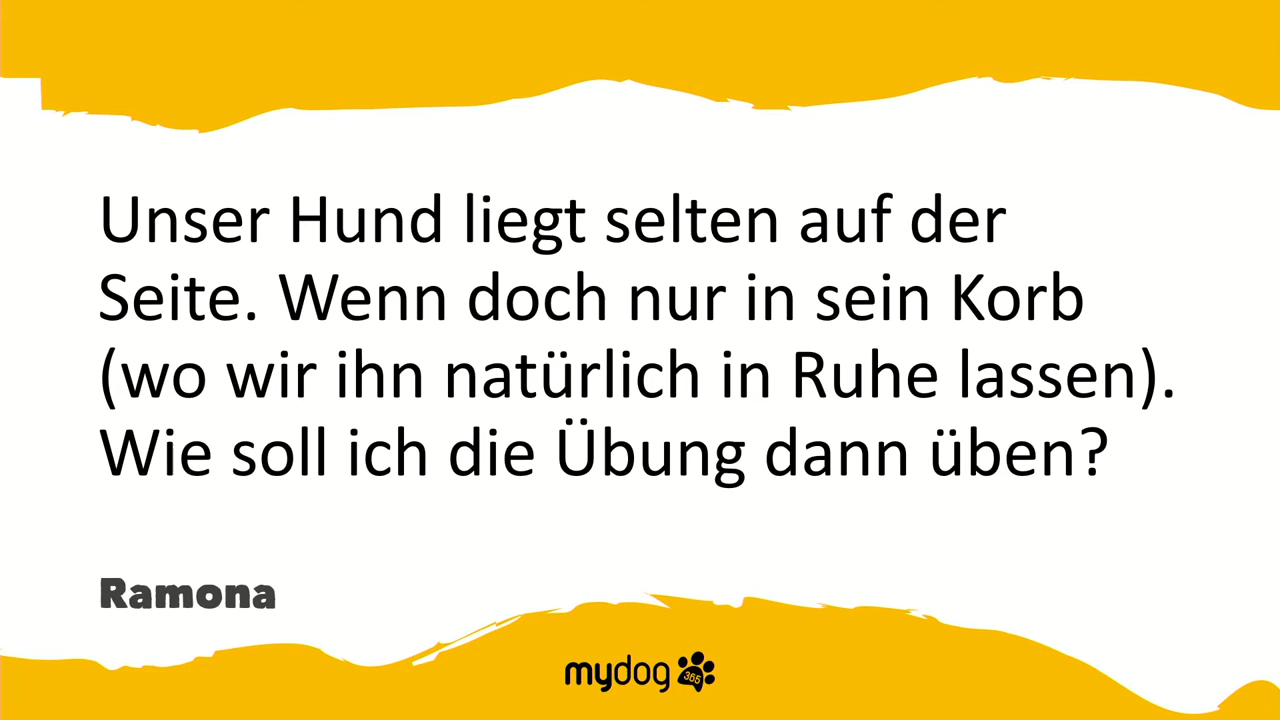 Unser Hund liegt selten auf der
Seite. Wenn doch nur in sein Korb
(wo wir ihn natürlich in Ruhe lassen).
Wie soll ich die Übung dann üben?
Ramona
mydog 365